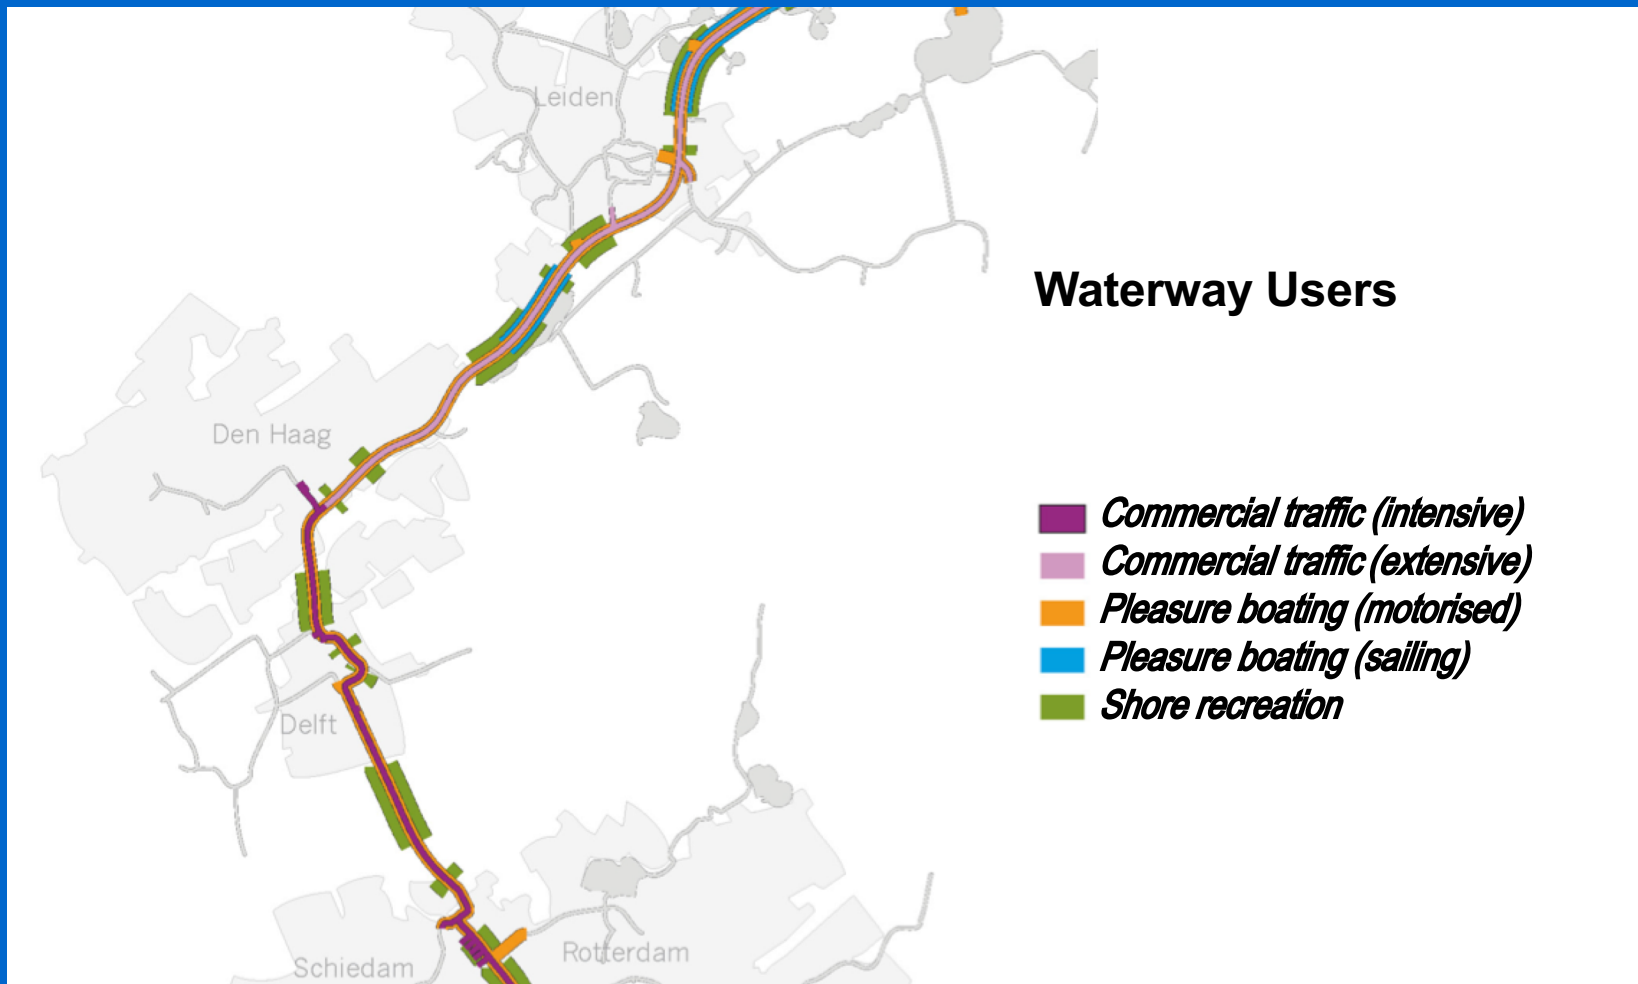 Leiden
Waterway Users
Den Haag
Commercial traffic (intensive)
Commercial traffic (extensive)
Pleasure boating (motorised)
Pleasure boating (sailing)
Shore recreation
Delft
Rotterdam
Schiedam